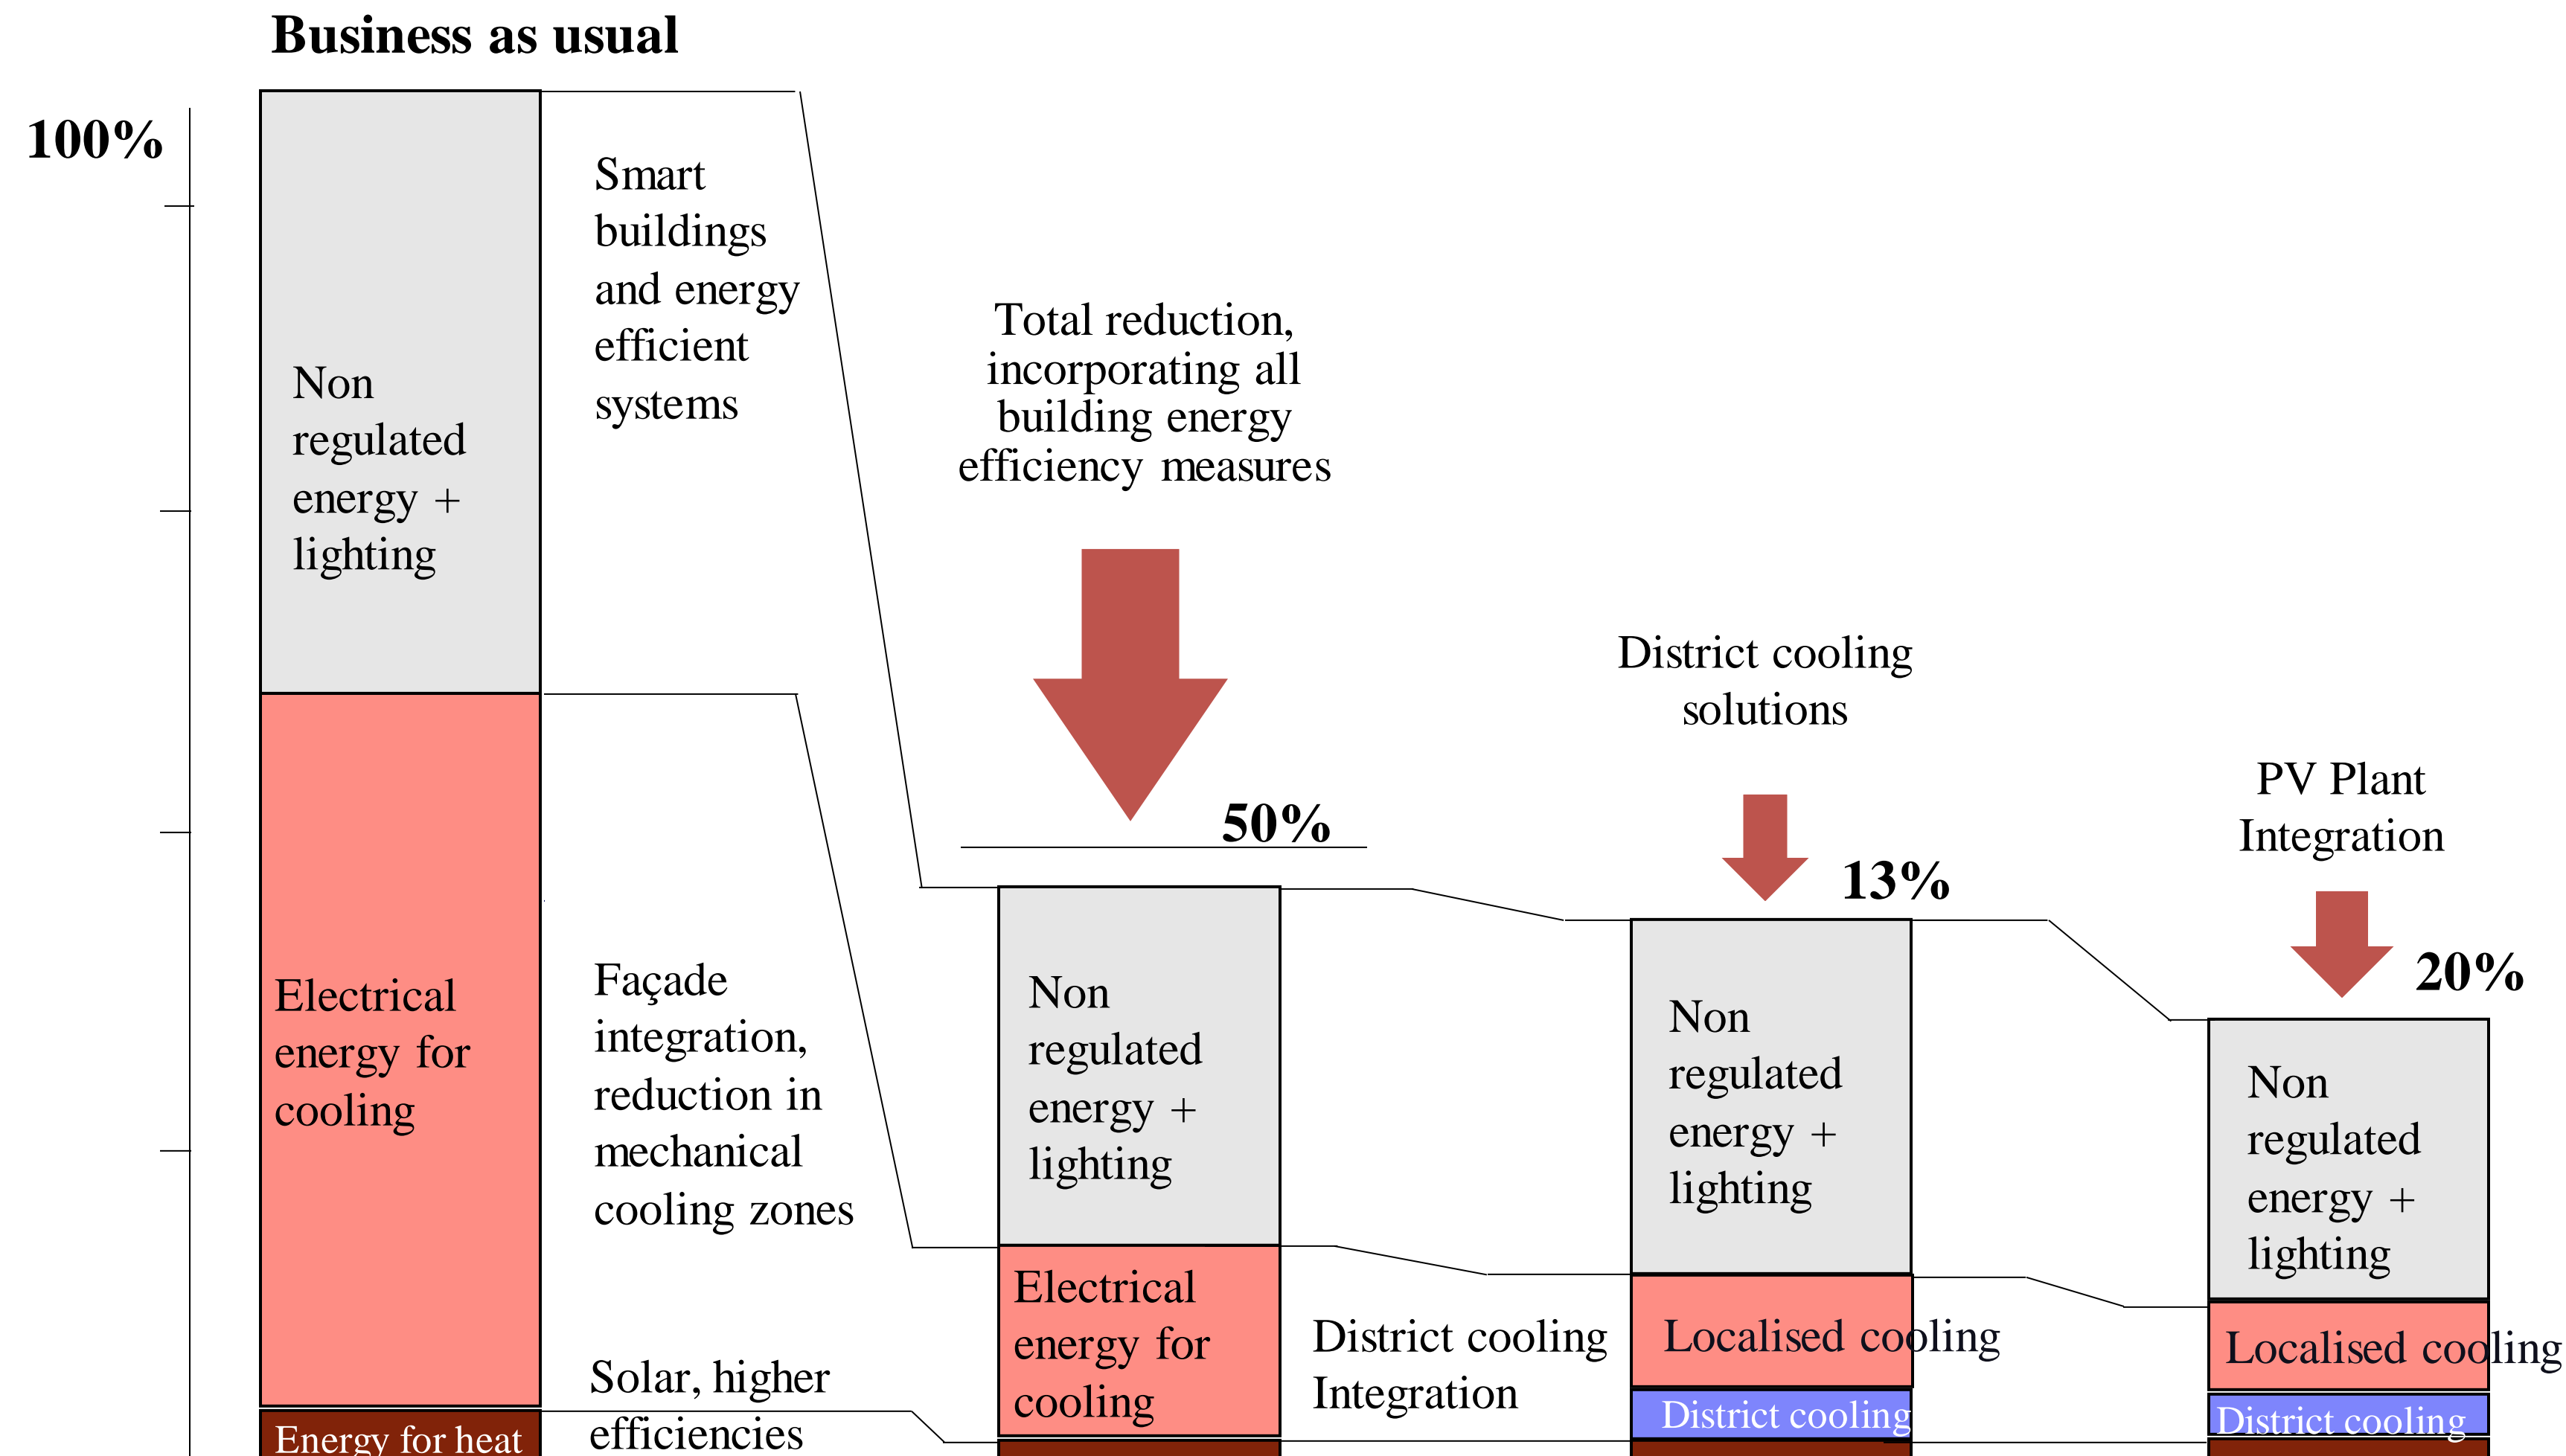 Business as usual
100%
Non
regulated
energy +
lighting
Electrical
energy for
cooling
Energy for heat
Smart
buildings
and energy
efficient
systems
Façade
integration,
reduction in
mechanical
cooling zones
Solar, higher
efficiencies
Total reduction,
incorporating all
building energy
efficiency measures
50%
Non
regulated
energy +
lighting
Electrical
energy for
cooling
District cooling
Integration
District cooling
solutions
13%
Non
regulated
energy +
lighting
Localised cooling
District cooling
PV Plant
Integration
20%
Non
regulated
energy +
lighting
Localised cooling
District cooling